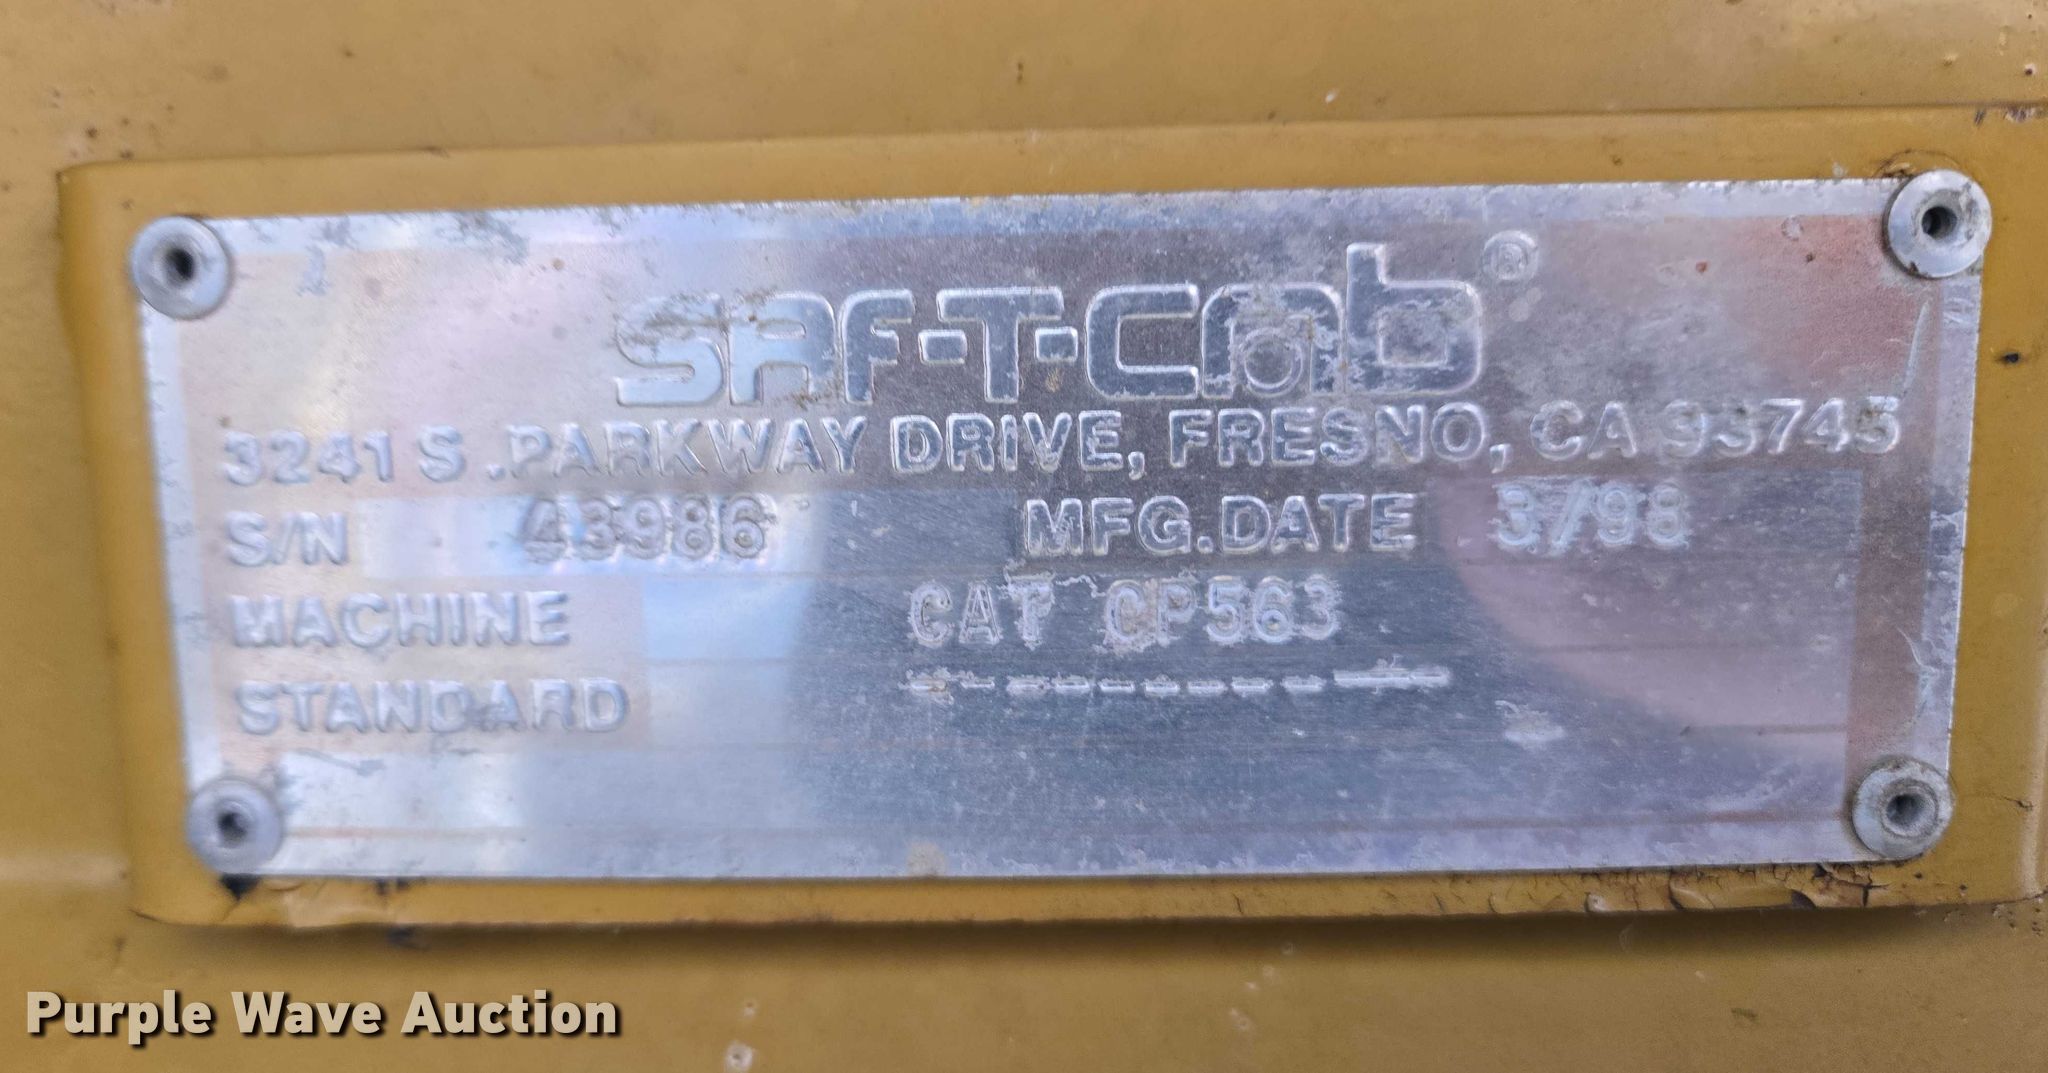 SAF-T-CAb®
3241 S. PARKWAY DRIVE, FRESNO, CA 93745
S/N 43986 MFG. DATE 3/98
MACHINE CAT CP563
STANDARD ------------
Purple Wave Auction